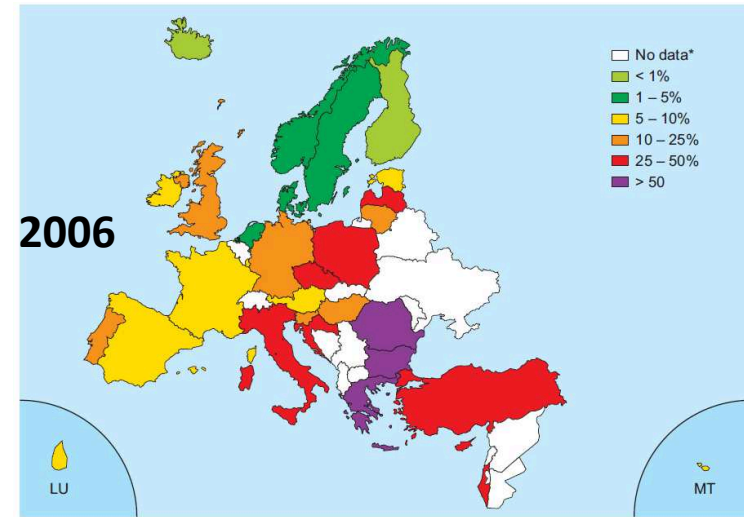 No data*
< 1%
1 – 5%
5 – 10%
10 – 25%
25 – 50%
> 50
2006
LU
MT